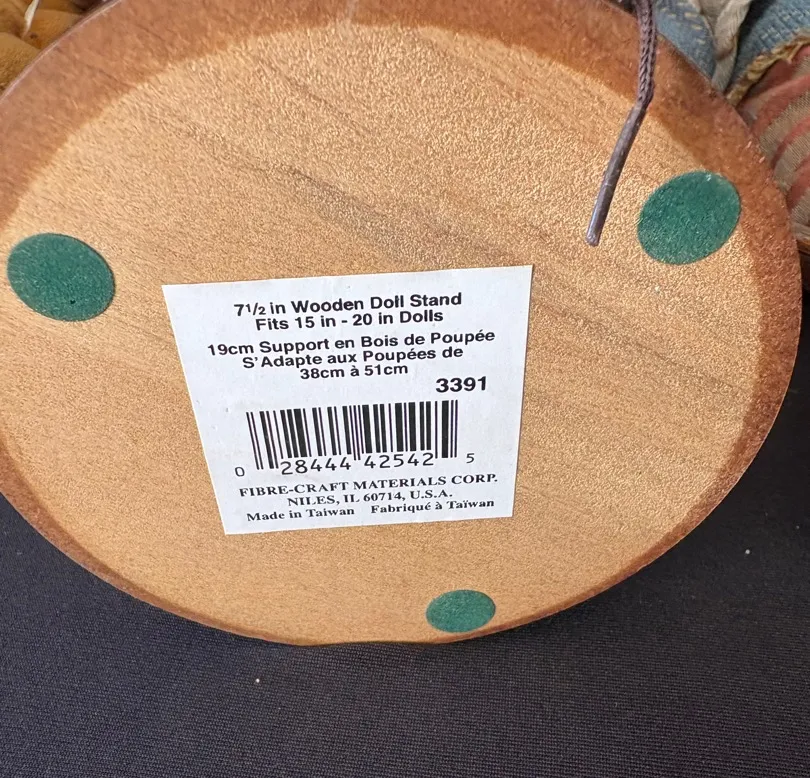 7 1/2 in Wooden Doll Stand
Fits 15 in - 20 in Dolls
19cm Support en Bois de Poupée
S'Adapte aux Poupées de
38cm à 51cm
3391
0 28444 42542 5
FIBRE-CRAFT MATERIALS CORP.
NILES, IL 60714, U.S.A.
Made in Taiwan Fabriqué à Taïwan